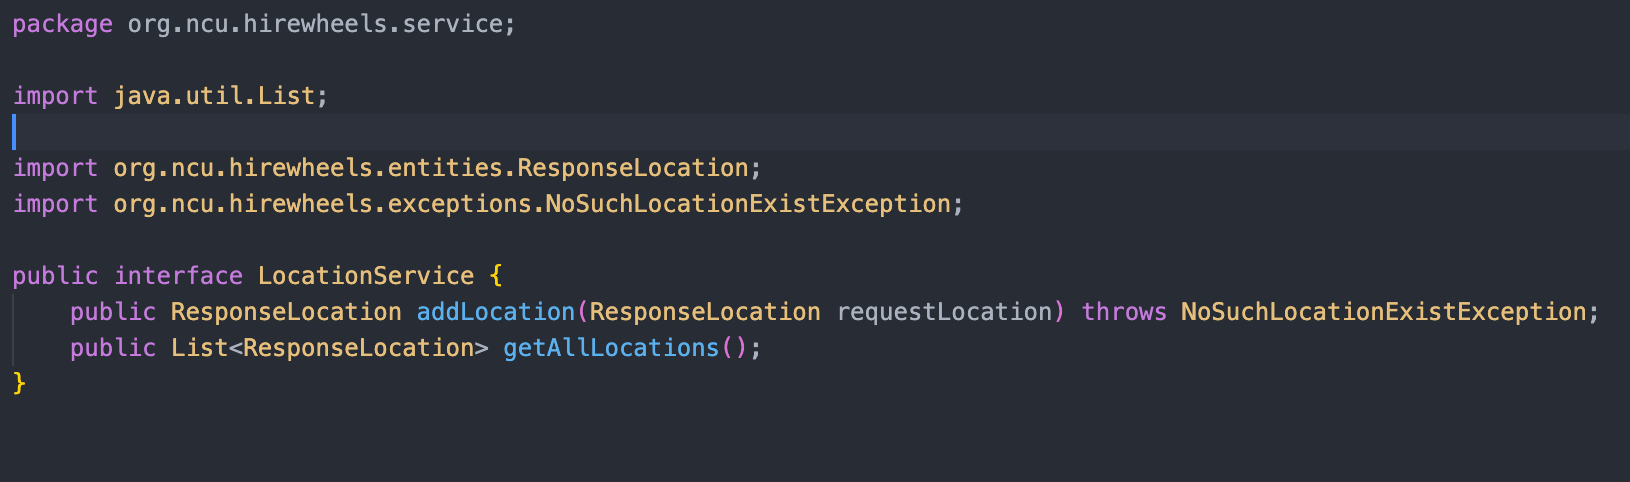 package org.ncu.hirewheels.service;
import java.util.List;
import org.ncu.hirewheels.entities.ResponseLocation;
import org.ncu.hirewheels.exceptions.NoSuchLocationExistException;
public interface LocationService {
    public ResponseLocation addLocation(ResponseLocation requestLocation) throws NoSuchLocationExistException;
    public List<ResponseLocation> getAllLocations();
}